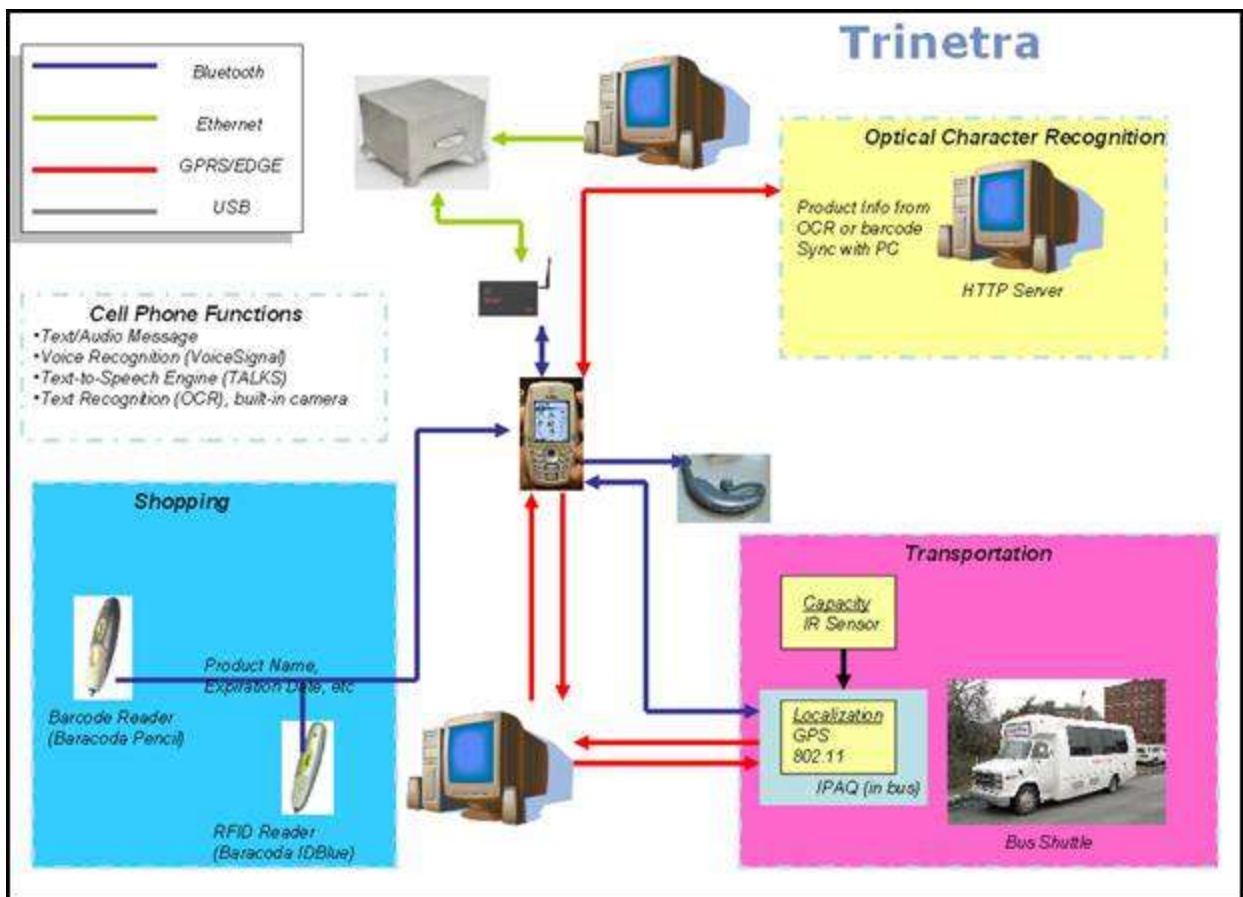 Trinetra
Bluetooth
Ethernet
GPRS/EDGE
USB
Optical Character Recognition
Product Info from
OCR or barcode
Sync with PC
HTTP Server
Cell Phone Functions
•Text/Audio Message
•Voice Recognition (VoiceSignal)
•Text-to-Speech Engine (TALKS)
•Text Recognition (OCR), built-in camera
Shopping
Product Name,
Expiration Date, etc
Barcode Reader
(Baracoda Pencil)
RFID Reader
(Baracoda IDBlue)
Transportation
Capacity
IR Sensor
Localization
GPS
802.11
IPAQ (in bus)
Bus Shuttle